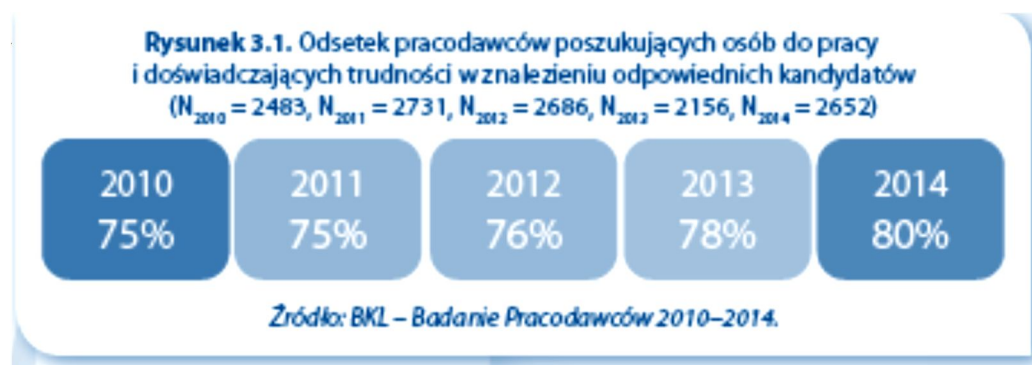 Rysunek 3.1. Odsetek pracodawców poszukujących osób do pracy
i doświadczających trudności w znalezieniu odpowiednich kandydatów
(N₂₀₁₀ = 2483, N₂₀₁₁ = 2731, N₂₀₁₂ = 2686, N₂₀₁₃ = 2156, N₂₀₁₄ = 2652)
2010 2011 2012 2013 2014
75% 75% 76% 78% 80%
Źródło: BKL – Badanie Pracodawców 2010–2014.